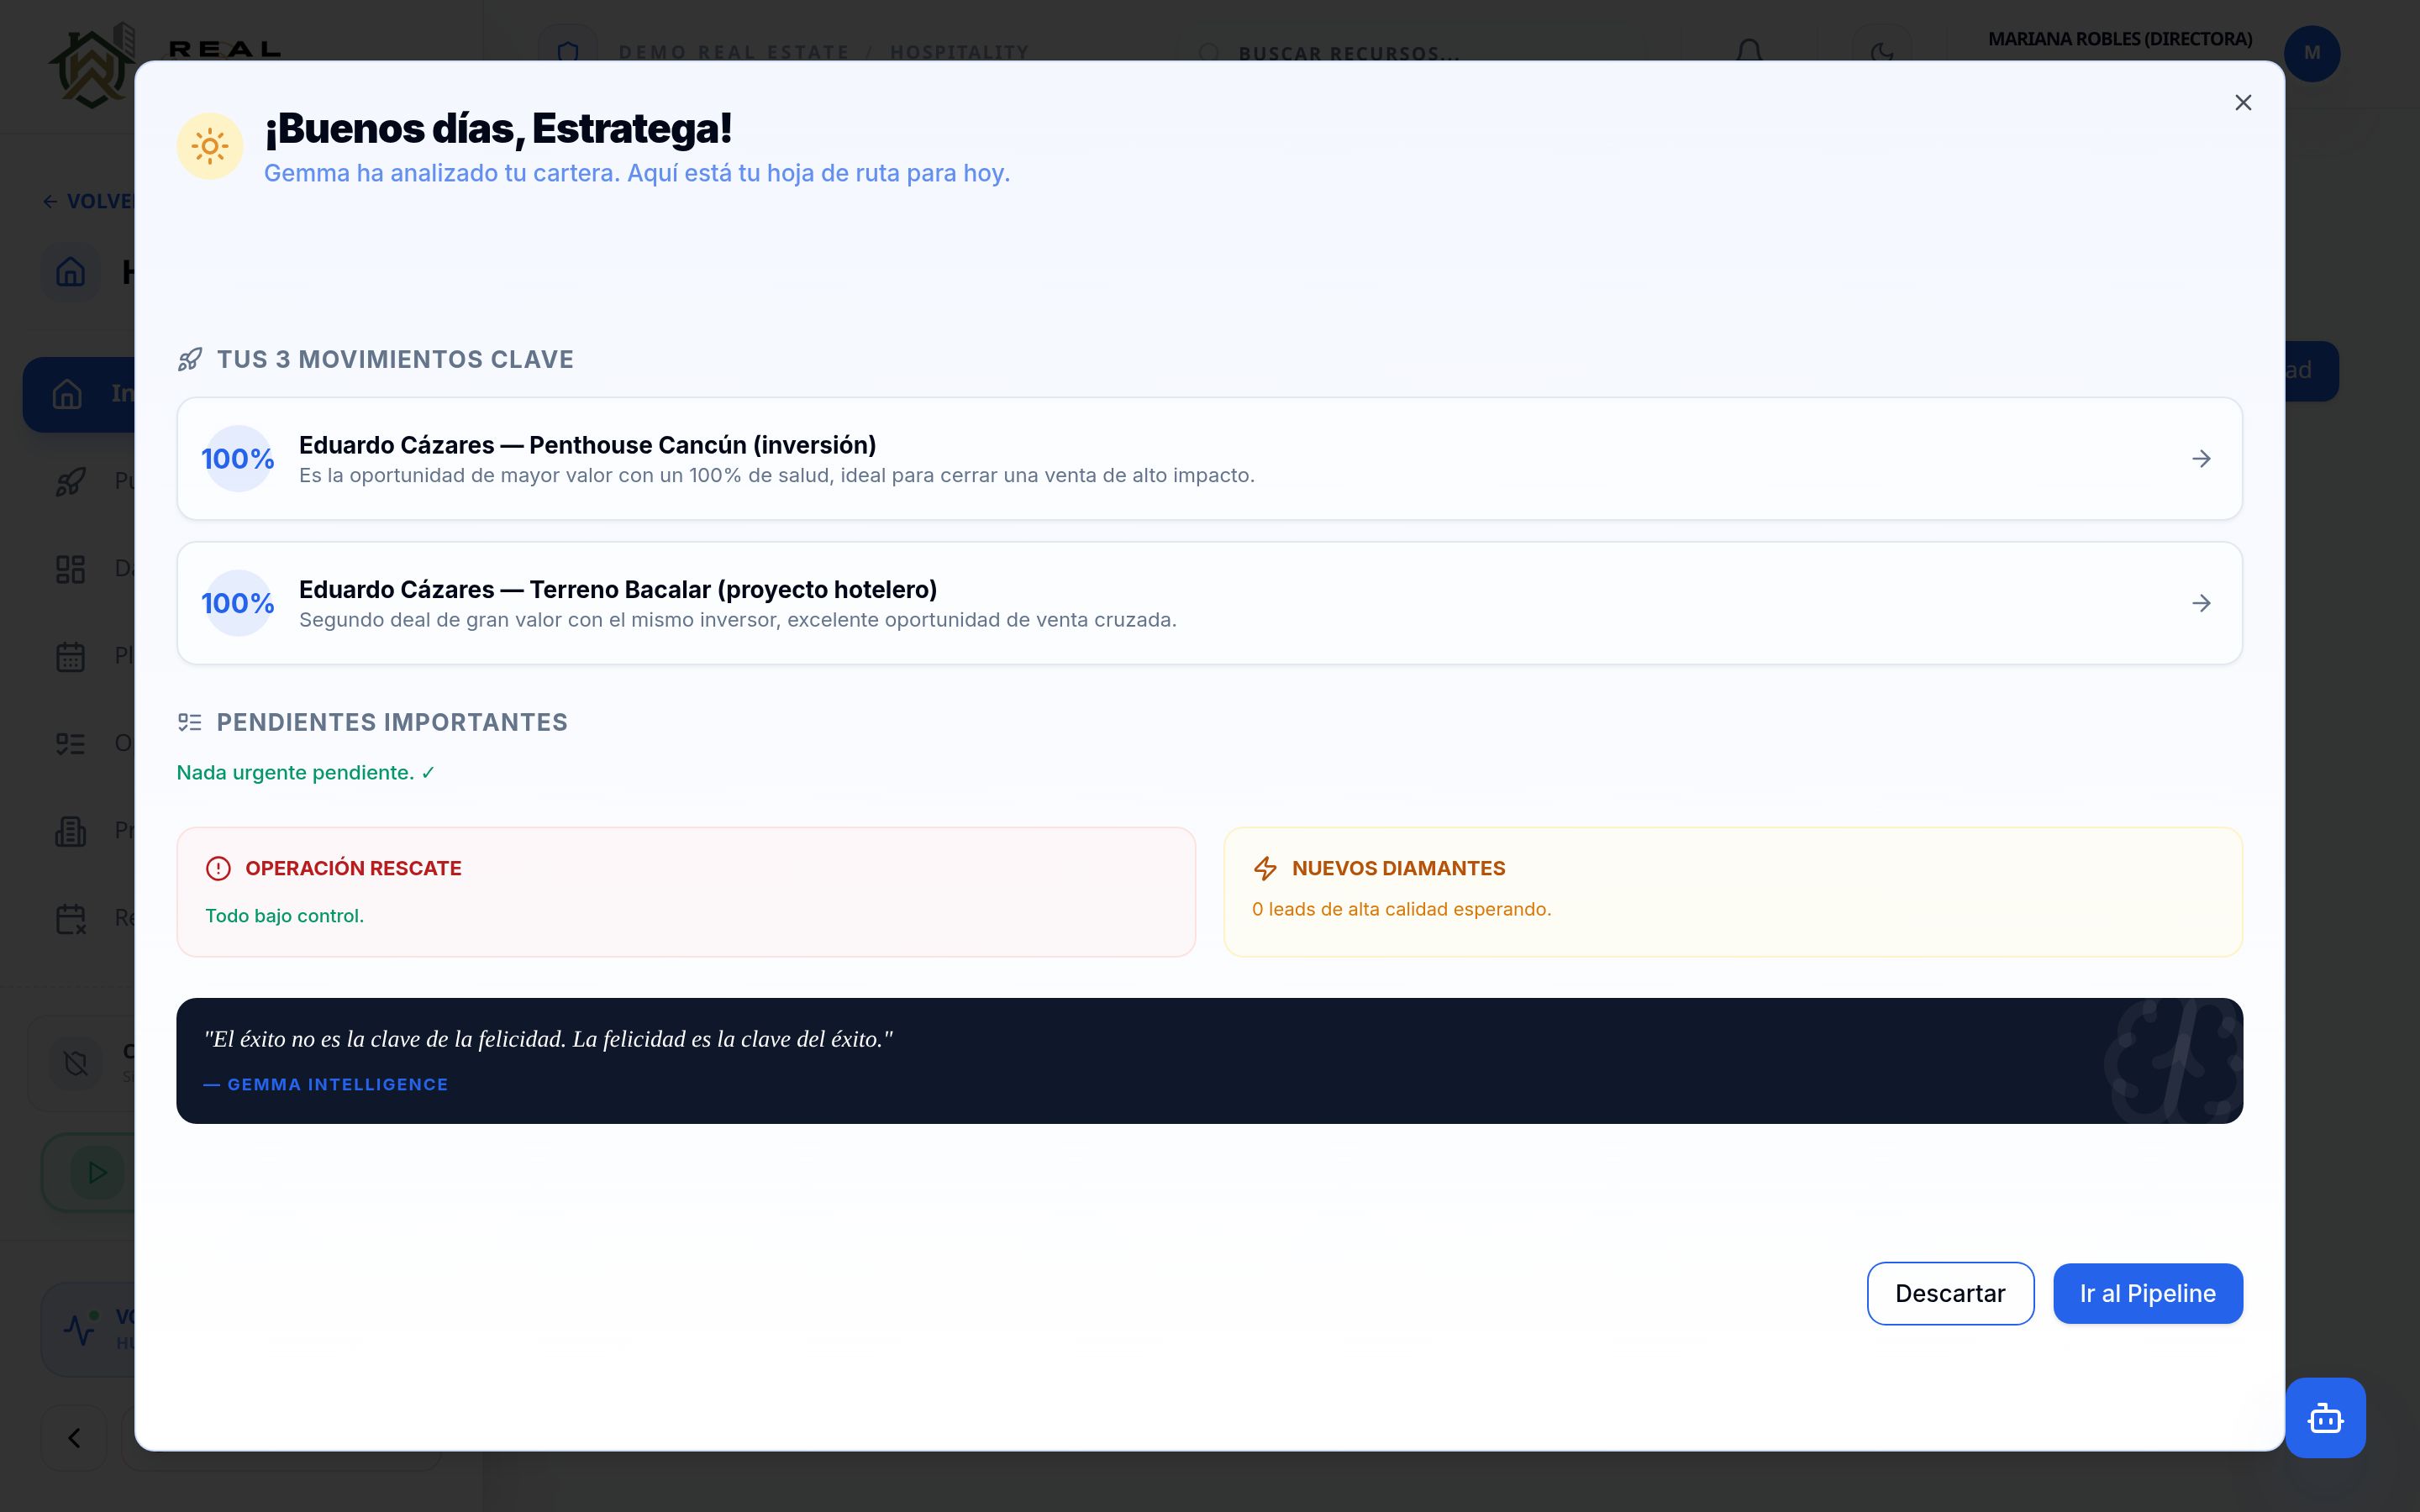 REAL
DEMO REAL ESTATE / HOSPITALITY
BUSCAR RECURSOS...
MARIANA ROBLES (DIRECTORA)
M
¡Buenos días, Estratega!
Gemma ha analizado tu cartera. Aquí está tu hoja de ruta para hoy.
TUS 3 MOVIMIENTOS CLAVE
100%
Eduardo Cázares — Penthouse Cancún (inversión)
Es la oportunidad de mayor valor con un 100% de salud, ideal para cerrar una venta de alto impacto.
100%
Eduardo Cázares — Terreno Bacalar (proyecto hotelero)
Segundo deal de gran valor con el mismo inversor, excelente oportunidad de venta cruzada.
PENDIENTES IMPORTANTES
Nada urgente pendiente. ✓
OPERACIÓN RESCATE
Todo bajo control.
NUEVOS DIAMANTES
0 leads de alta calidad esperando.
"El éxito no es la clave de la felicidad. La felicidad es la clave del éxito."
— GEMMA INTELLIGENCE
Descartar
Ir al Pipeline